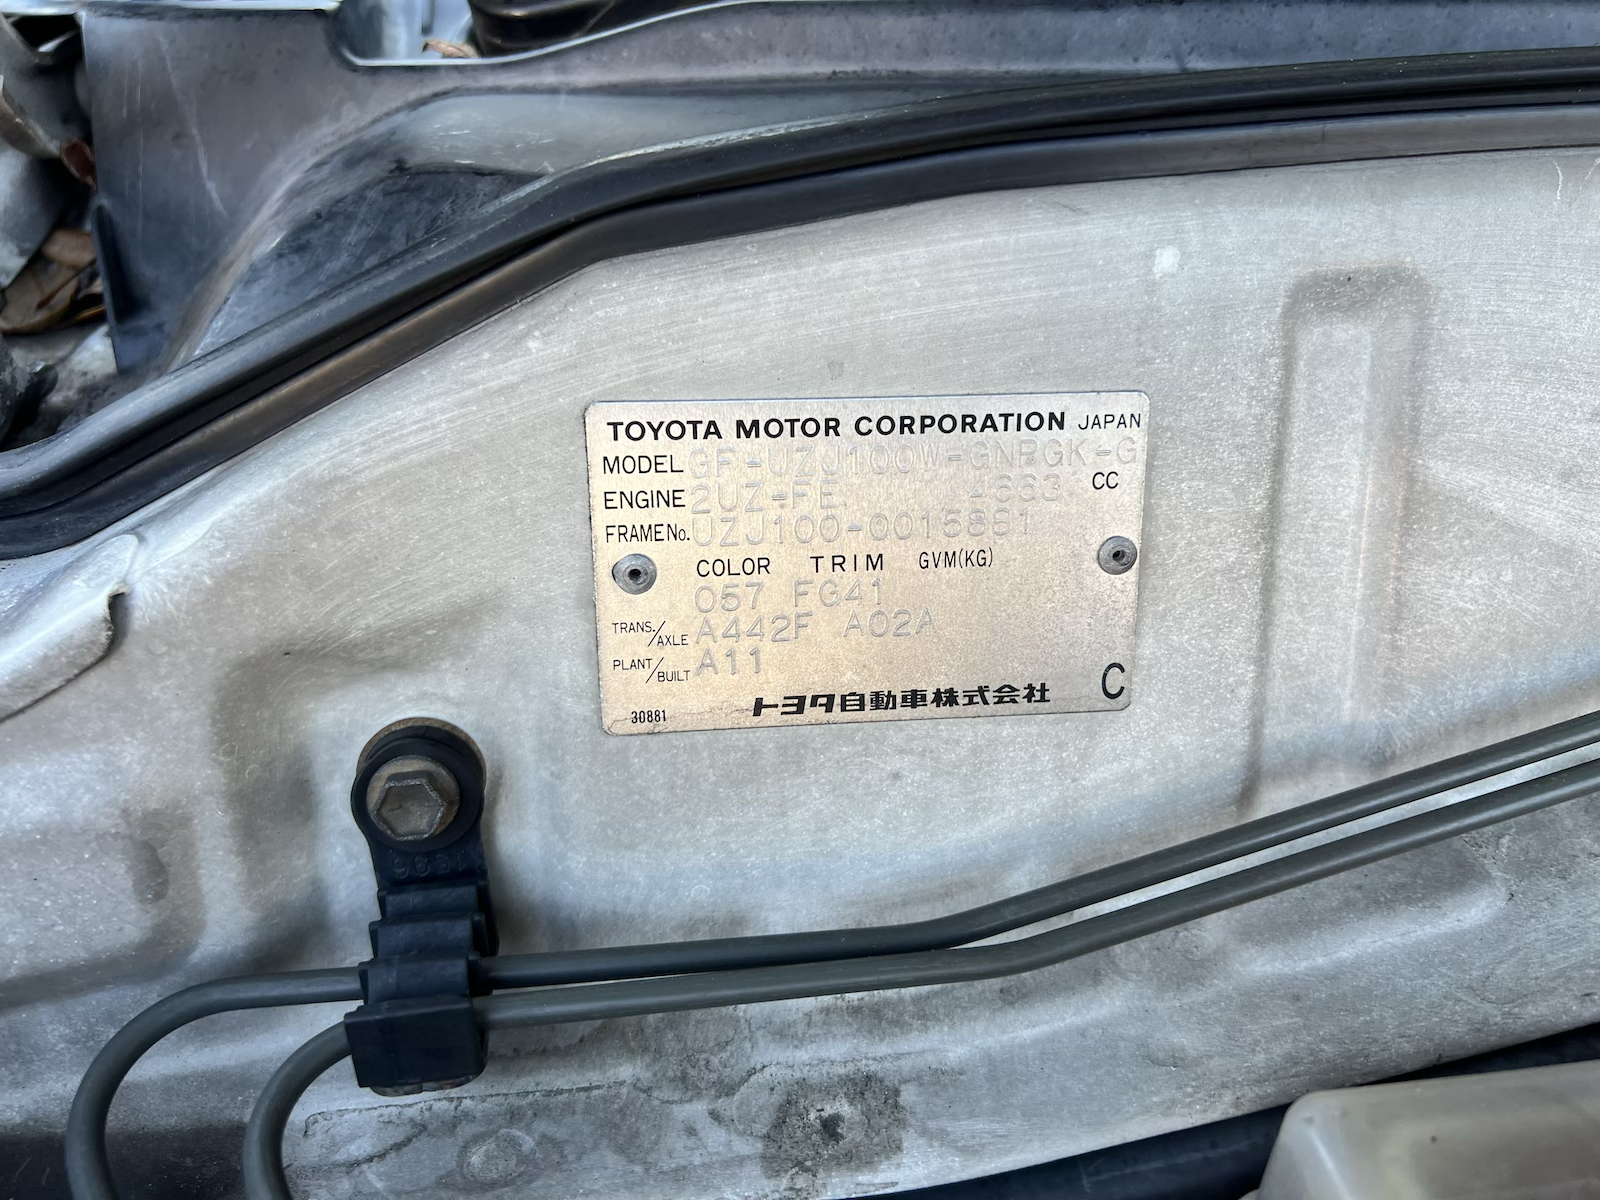 TOYOTA MOTOR CORPORATION JAPAN
MODEL GF-UZJ100W-GNPGK-G
ENGINE 2UZ-FE 4663 CC
FRAME No. UZJ100-0015881
COLOR TRIM GVM(KG)
057 FG41
TRANS./AXLE A442F A02A
PLANT/BUILT A11
30881 トヨタ自動車株式会社 C